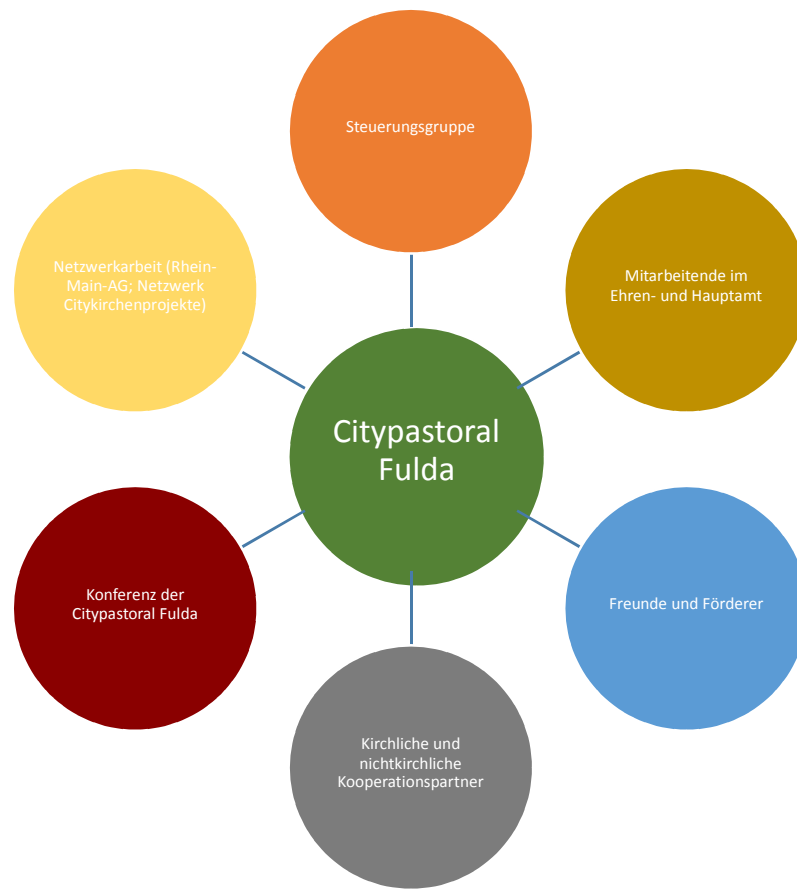 Steuerungsgruppe
Netzwerkarbeit (Rhein-
Main-AG; Netzwerk
Citykirchenprojekte)
Mitarbeitende im
Ehren- und Hauptamt
Citypastoral
Fulda
Konferenz der
Citypastoral Fulda
Freunde und Förderer
Kirchliche und
nichtkirchliche
Kooperationspartner